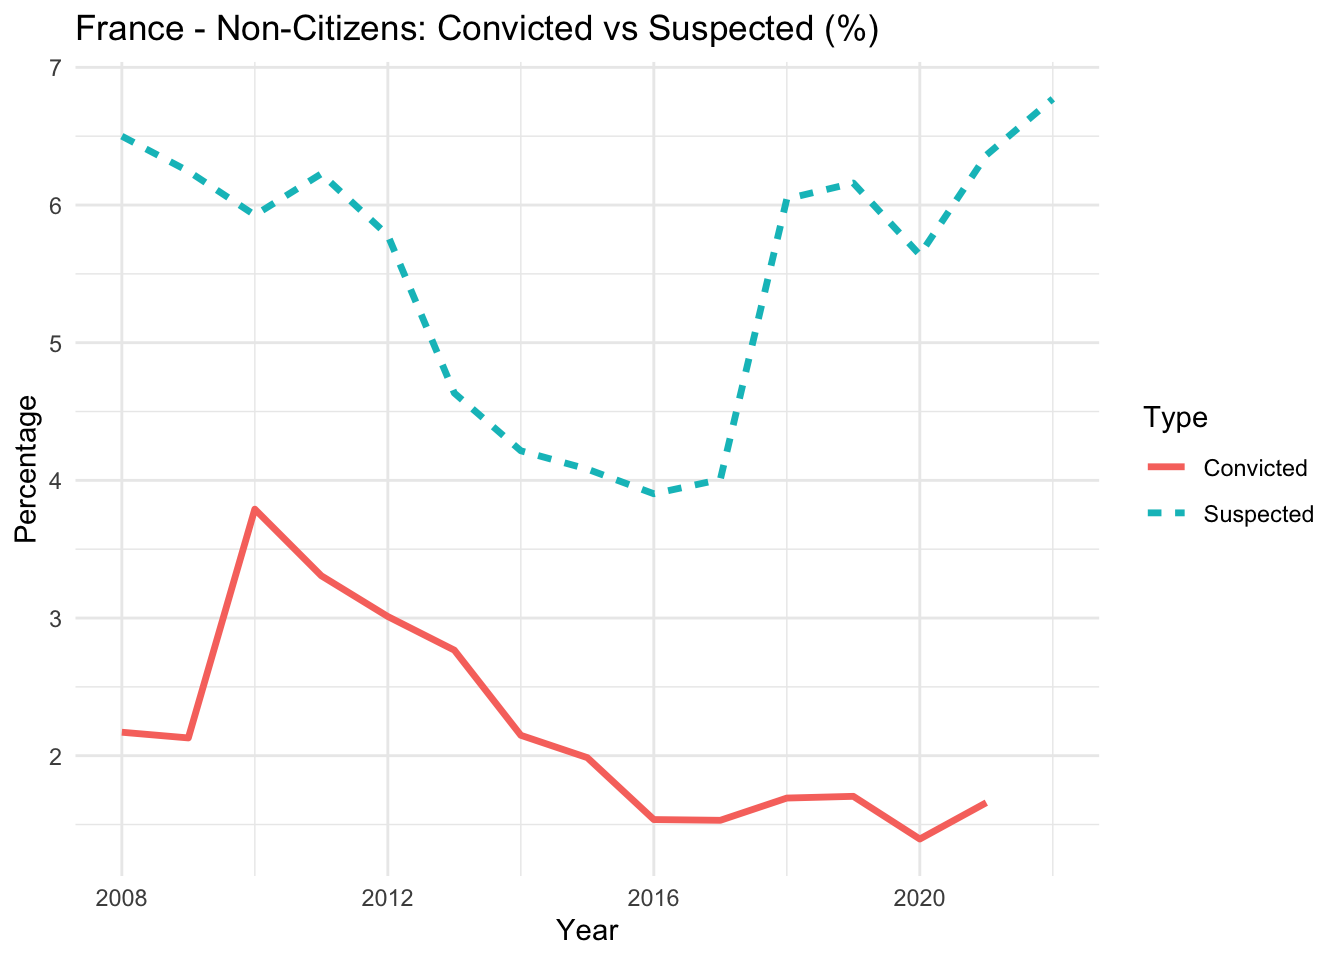 France - Non-Citizens: Convicted vs Suspected (%)
7
6
5
4
3
2
Percentage
2008
2012
2016
2020
Year
Type
Convicted
Suspected